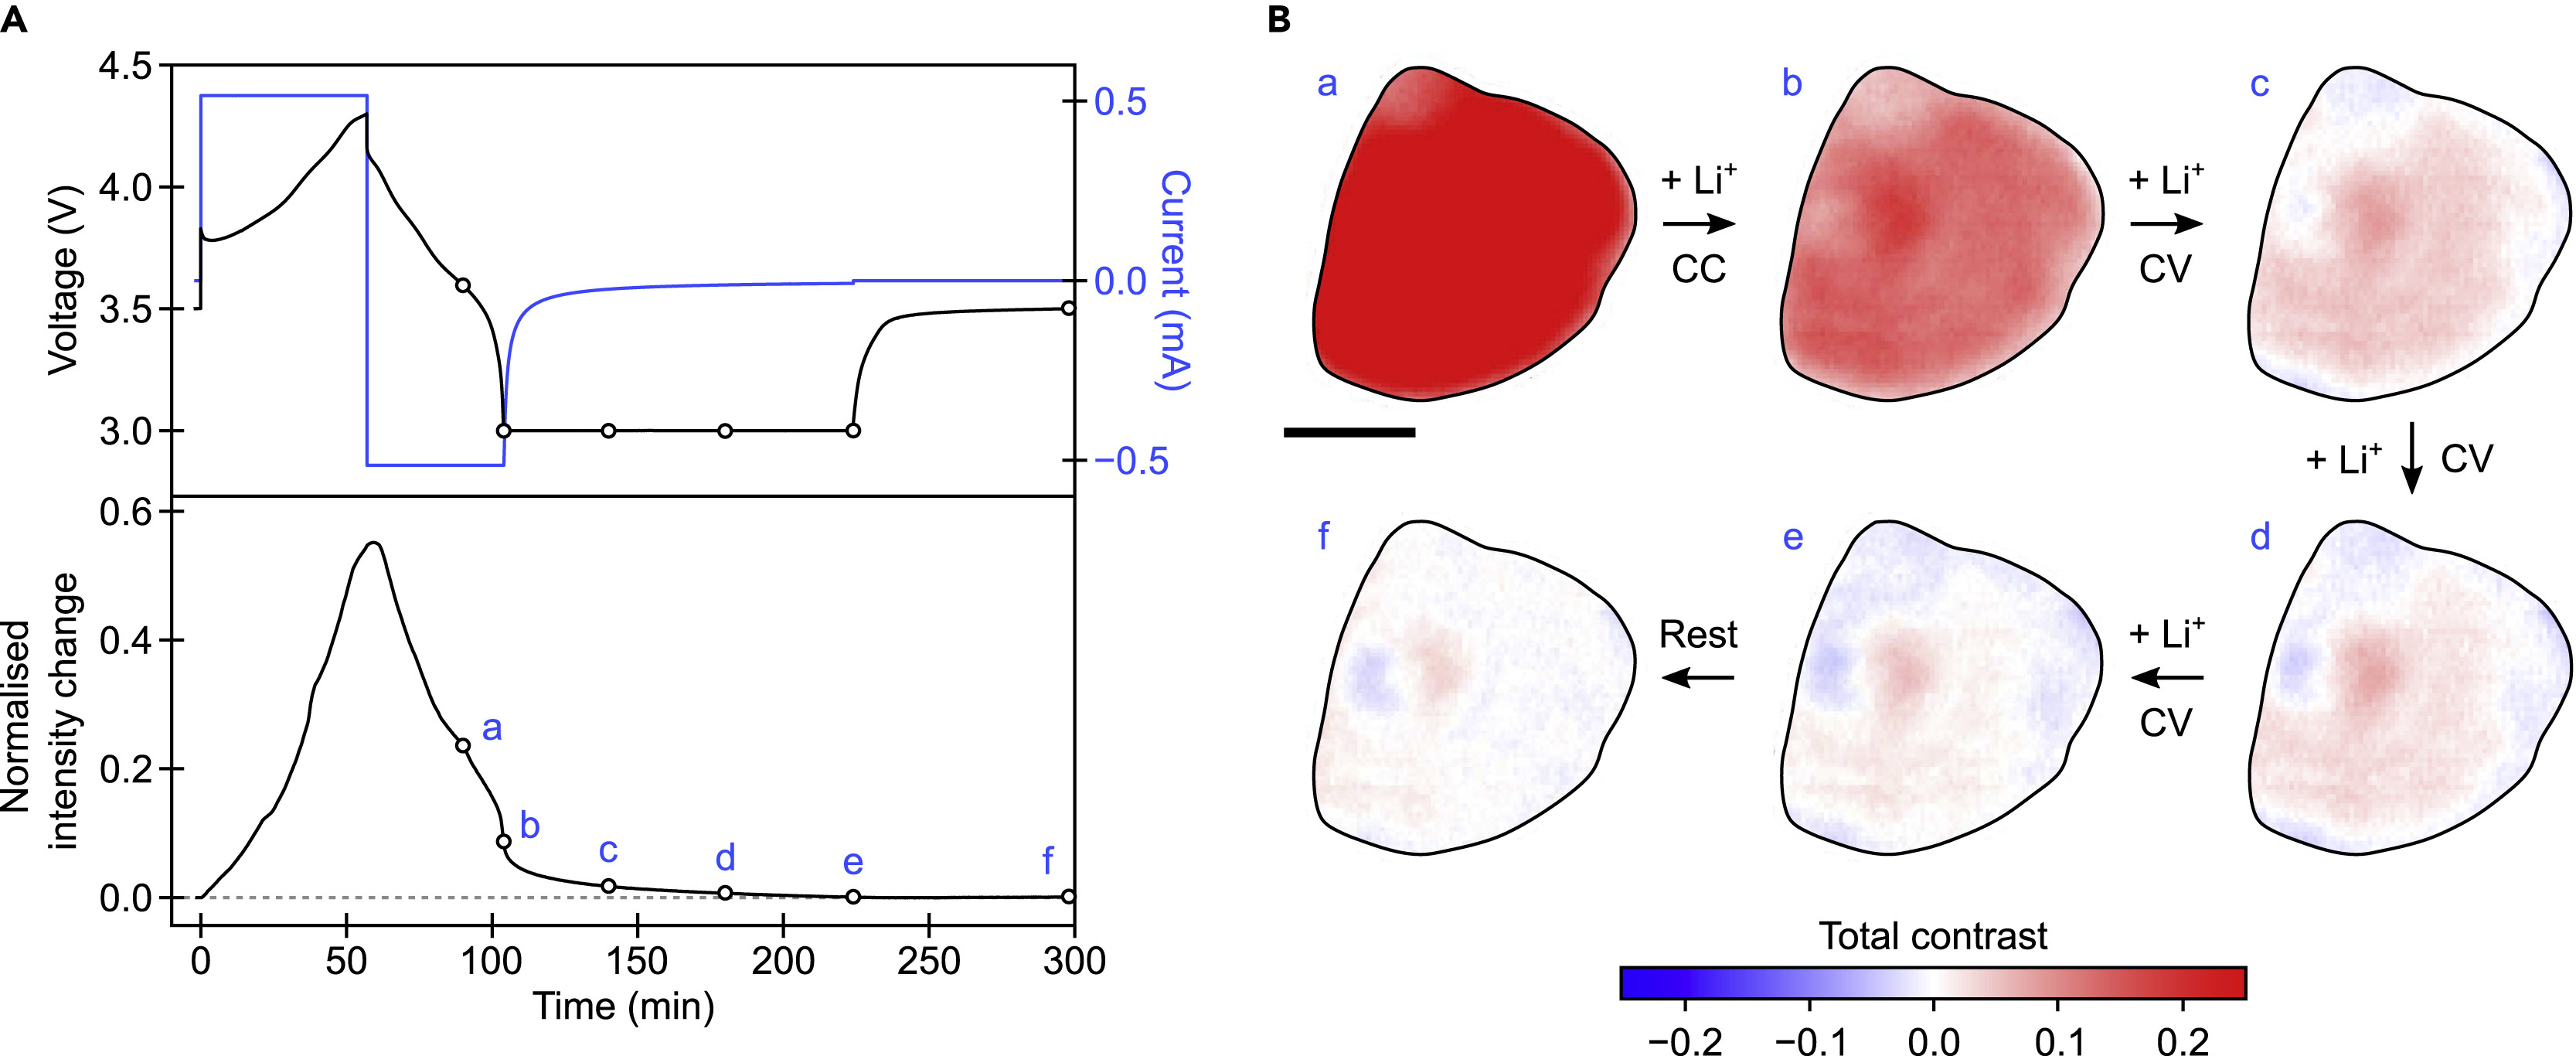 A
4.5
4.0
3.5
3.0
Voltage (V)
0.5
0.0
−0.5
Current (mA)
0.6
0.4
0.2
0.0
Normalised
intensity change
a
b
c
d
e
f
0
50
100
150
200
250
300
Time (min)
B
a
+ Li⁺
CC
b
+ Li⁺
CV
c
+ Li⁺
CV
d
+ Li⁺
CV
e
Rest
f
Total contrast
−0.2
−0.1
0.0
0.1
0.2